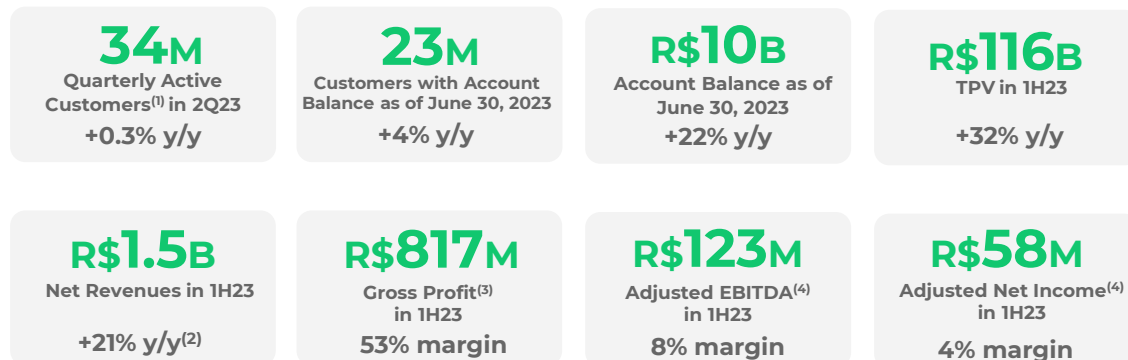 34M
Quarterly Active
Customers(1) in 2Q23
+0.3% y/y
23M
Customers with Account
Balance as of June 30, 2023
+4% y/y
R$10B
Account Balance as of
June 30, 2023
+22% y/y
R$116B
TPV in 1H23
+32% y/y
R$1.5B
Net Revenues in 1H23
+21% y/y(2)
R$817M
Gross Profit(3)
in 1H23
53% margin
R$123M
Adjusted EBITDA(4)
in 1H23
8% margin
R$58M
Adjusted Net Income(4)
in 1H23
4% margin